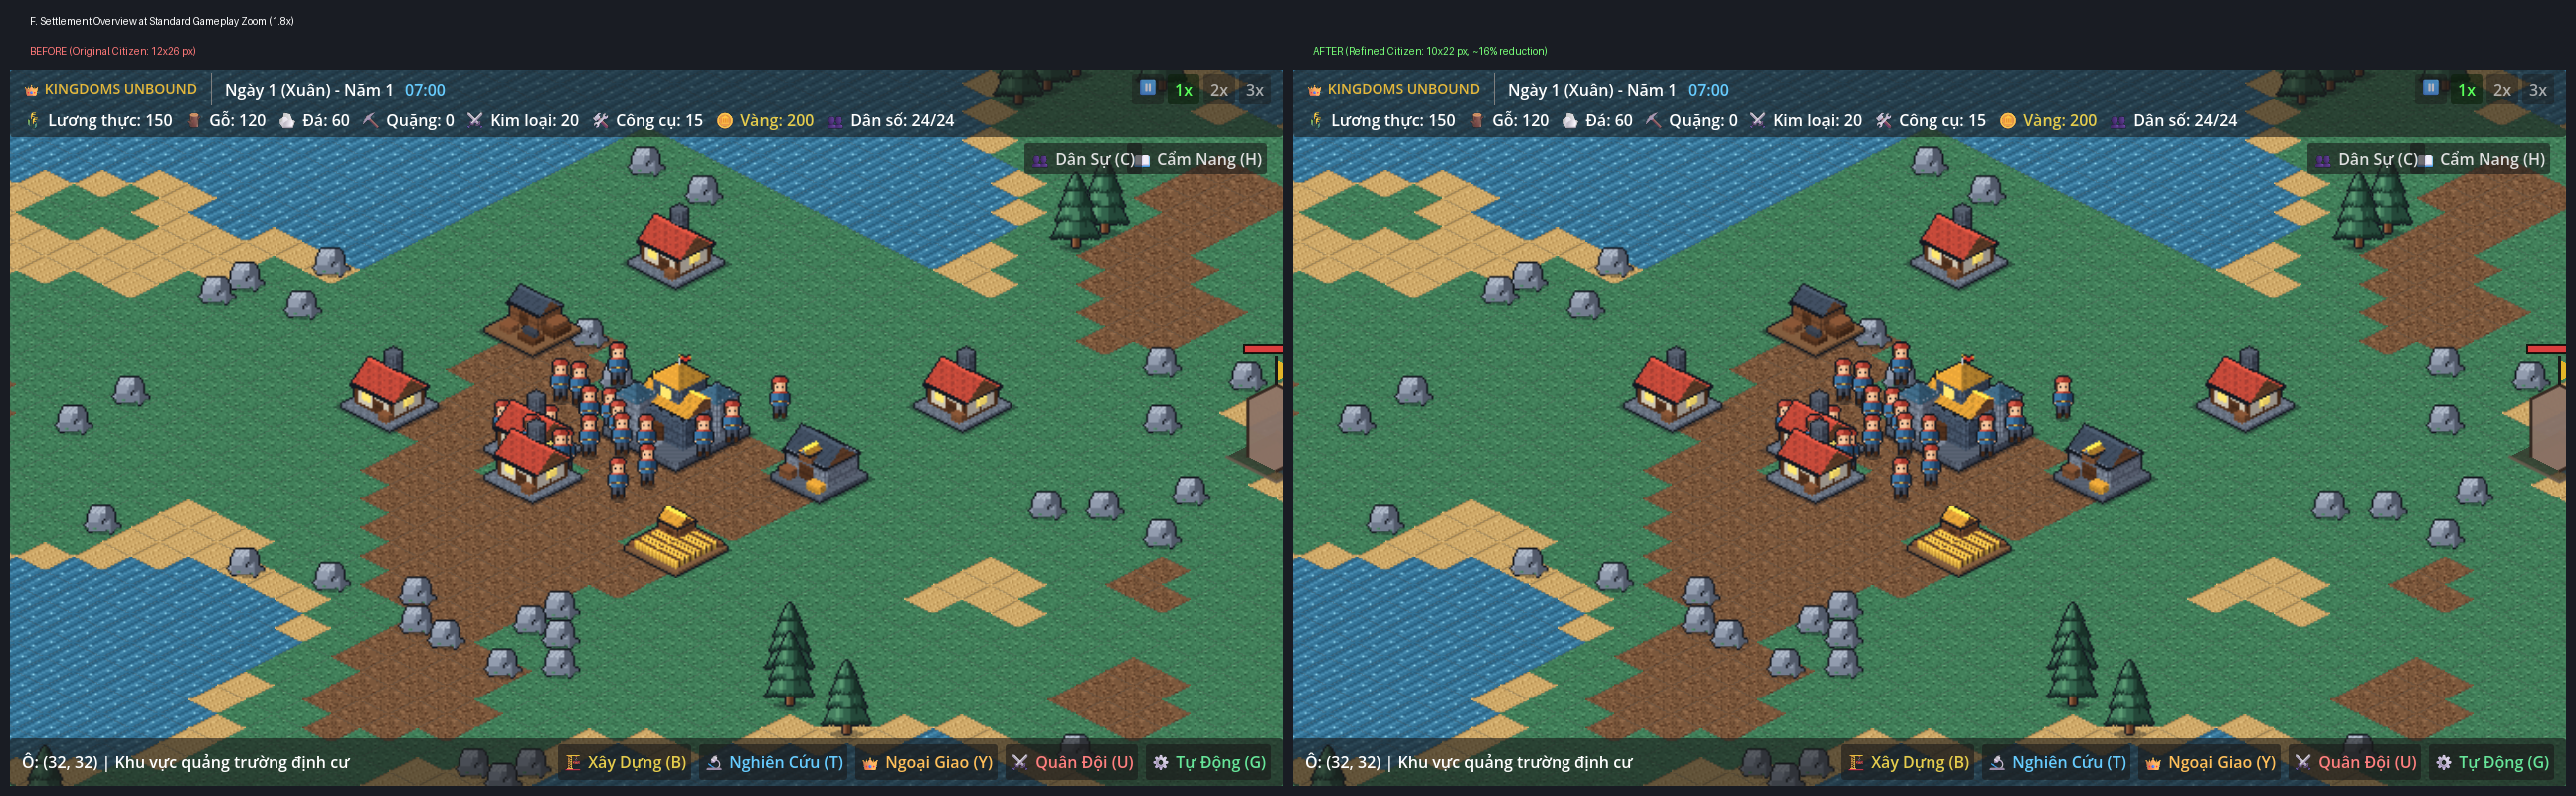 F. Settlement Overview at Standard Gameplay Zoom (1.8x)
BEFORE (Original Citizen: 12x26 px)
KINGDOMS UNBOUND
Ngày 1 (Xuân) - Năm 1 07:00
1x 2x 3x
Lương thực: 150 Gỗ: 120 Đá: 60 Quặng: 0 Kim loại: 20 Công cụ: 15 Vàng: 200 Dân số: 24/24
Dân Sự (C) Cẩm Nang (H)
Ô: (32, 32) | Khu vực quảng trường định cư
Xây Dựng (B) Nghiên Cứu (T) Ngoại Giao (Y) Quân Đội (U) Tự Động (G)
AFTER (Refined Citizen: 10x22 px, ~16% reduction)
KINGDOMS UNBOUND
Ngày 1 (Xuân) - Năm 1 07:00
1x 2x 3x
Lương thực: 150 Gỗ: 120 Đá: 60 Quặng: 0 Kim loại: 20 Công cụ: 15 Vàng: 200 Dân số: 24/24
Dân Sự (C) Cẩm Nang (H)
Ô: (32, 32) | Khu vực quảng trường định cư
Xây Dựng (B) Nghiên Cứu (T) Ngoại Giao (Y) Quân Đội (U) Tự Động (G)